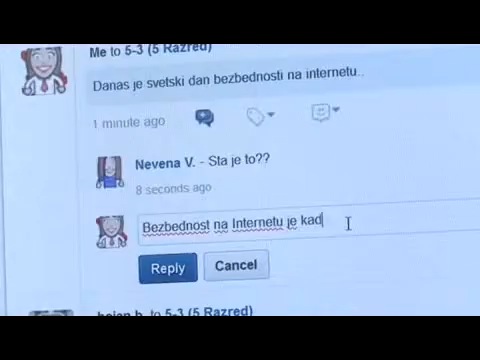 Me to 5-3 (5 Razred)
Danas je svetski dan bezbednosti na internetu..
1 minute ago
Nevena V. - Sta je to??
8 seconds ago
Bezbednost na Internetu je kad
Reply
Cancel
bojan b. to 5-3 (5 Razred)